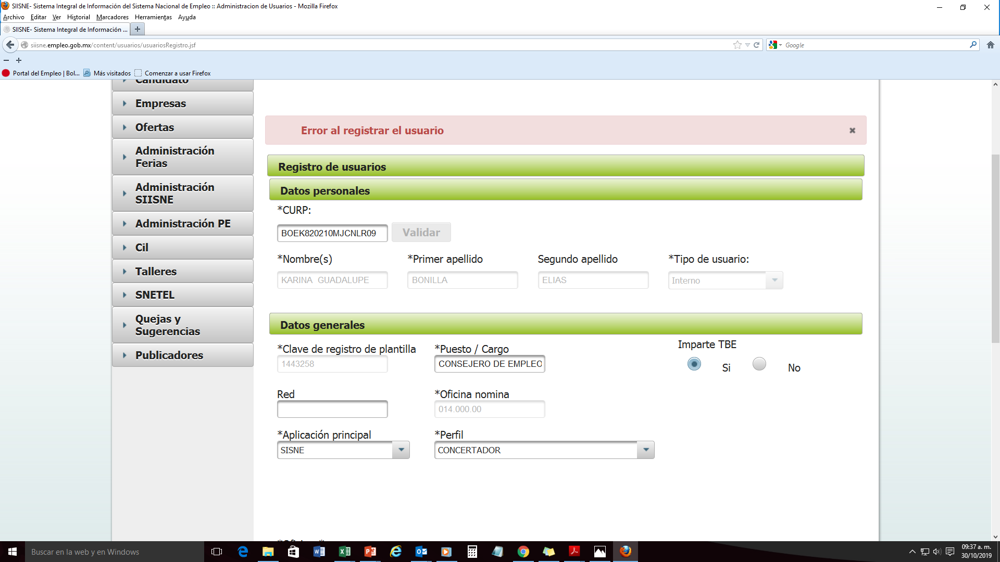 SIISNE- Sistema Integral de Información del Sistema Nacional de Empleo :: Administracion de Usuarios - Mozilla Firefox
Archivo Editar Ver Historial Marcadores Herramientas Ayuda
SIISNE- Sistema Integral de Información ...
siisne.empleo.gob.mx/content/usuarios/usuariosRegistro.jsf
Google
Portal del Empleo | Bol... Más visitados Comenzar a usar Firefox
Candidato
Empresas
Ofertas
Administración
Ferias
Administración
SIISNE
Administración PE
Cil
Talleres
SNETEL
Quejas y
Sugerencias
Publicadores
Error al registrar el usuario
Registro de usuarios
Datos personales
*CURP:
BOEK820210MJCNLR09 Validar
*Nombre(s) *Primer apellido Segundo apellido *Tipo de usuario:
KARINA GUADALUPE BONILLA ELIAS Interno
Datos generales
*Clave de registro de plantilla *Puesto / Cargo Imparte TBE
1443258 CONSEJERO DE EMPLEO Si No
Red *Oficina nomina
014.000.00
*Aplicación principal *Perfil
SISNE CONCERTADOR
Buscar en la web y en Windows
09:37 a. m.
30/10/2019